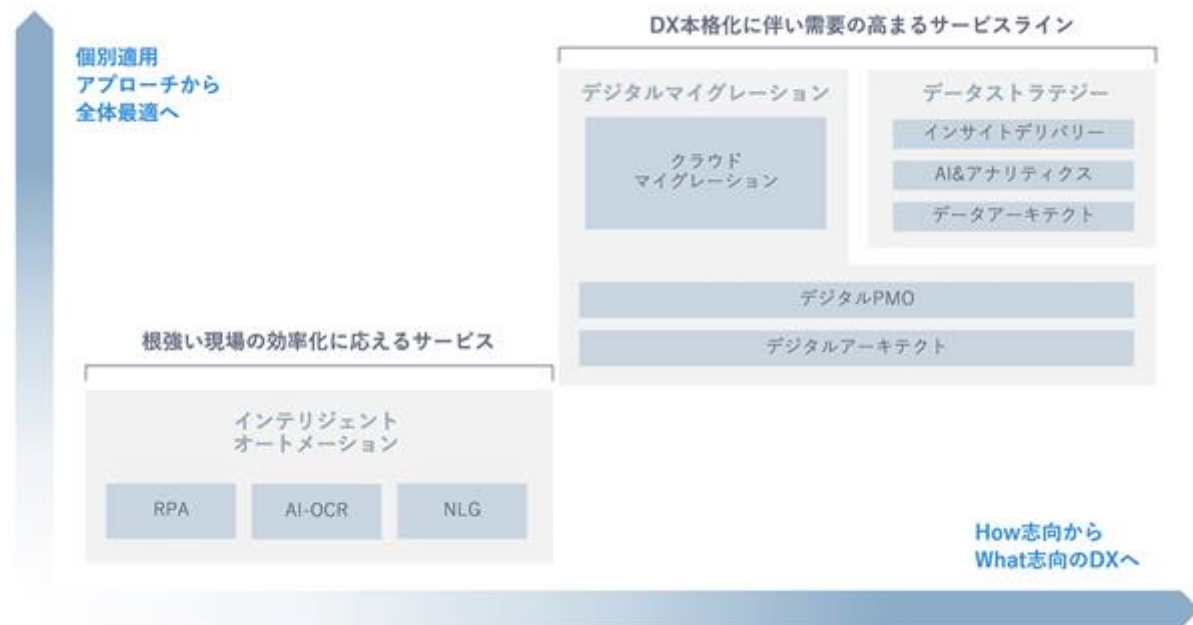 DX本格化に伴い需要の高まるサービスライン
個別適用
アプローチから
全体最適へ
デジタルマイグレーション
クラウド
マイグレーション
データストラテジー
インサイトデリバリー
AI&アナリティクス
データアーキテクト
デジタルPMO
デジタルアーキテクト
根強い現場の効率化に応えるサービス
インテリジェント
オートメーション
RPA
AI-OCR
NLG
How志向から
What志向のDXへ